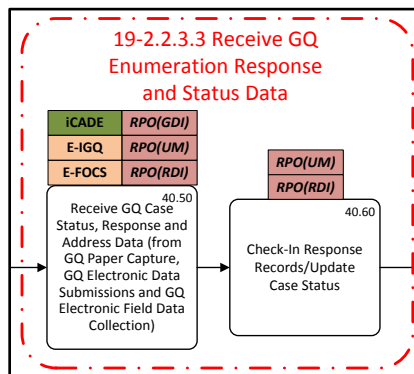 19-2.2.3.3 Receive GQ
Enumeration Response
and Status Data
iCADE RPO(GDI)
E-IGQ RPO(UM)
E-FOCS RPO(RDI)
40.50
Receive GQ Case
Status, Response and
Address Data (from
GQ Paper Capture,
GQ Electronic Data
Submissions and GQ
Electronic Field Data
Collection)
RPO(UM)
RPO(RDI)
40.60
Check-In Response
Records/Update
Case Status